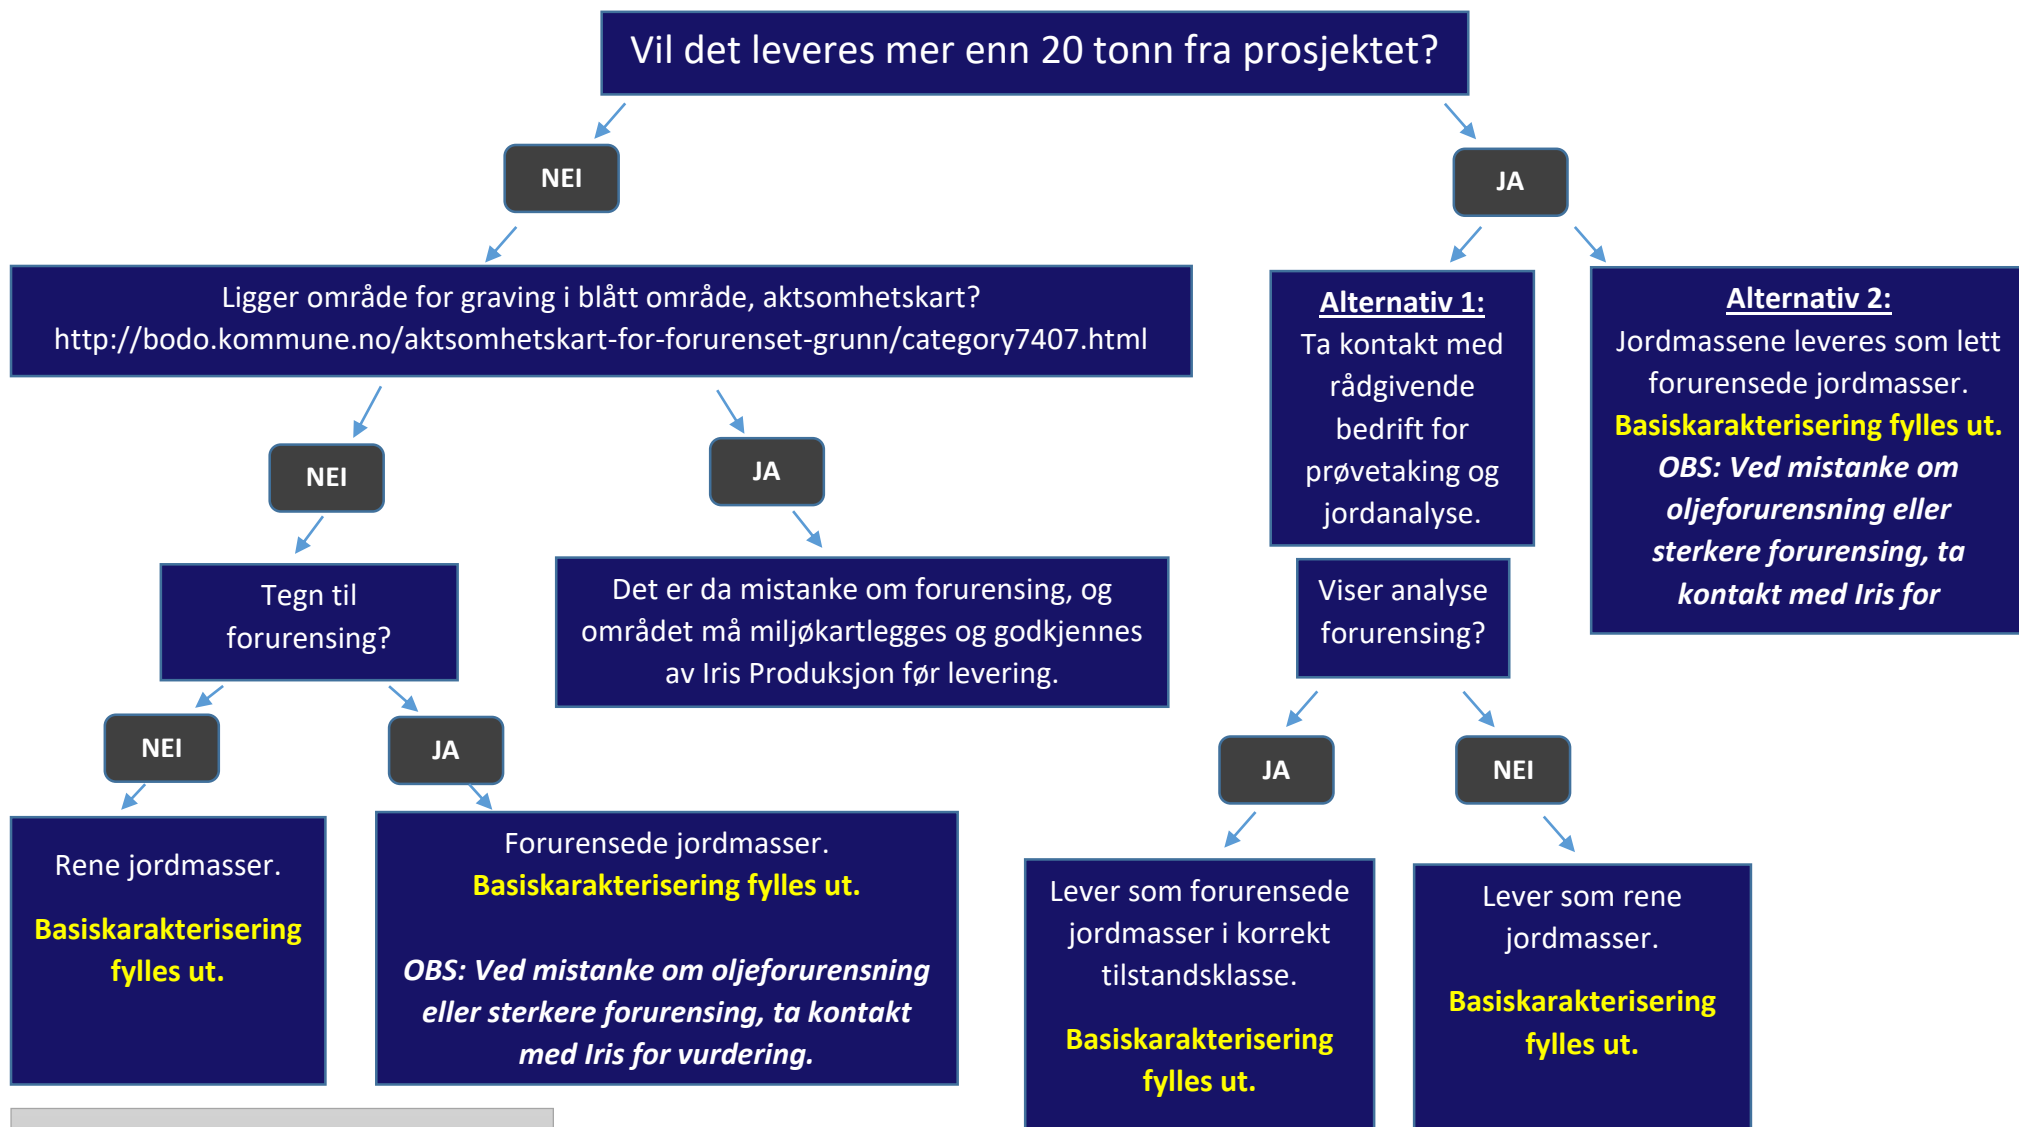 Vil det leveres mer enn 20 tonn fra prosjektet?
NEI
JA
Ligger område for graving i blått område, aktsomhetskart?
http://bodo.kommune.no/aktsomhetskart-for-forurenset-grunn/category7407.html
Alternativ 1:
Ta kontakt med
rådgivende
bedrift for
prøvetaking og
jordanalyse.
Alternativ 2:
Jordmassene leveres som lett
forurensede jordmasser.
Basiskarakterisering fylles ut.
OBS: Ved mistanke om
oljeforurensning eller
sterkere forurensing, ta
kontakt med Iris for
NEI
JA
Tegn til
forurensing?
Det er da mistanke om forurensing, og
området må miljøkartlegges og godkjennes
av Iris Produksjon før levering.
Viser analyse
forurensing?
NEI
JA
JA
NEI
Rene jordmasser.
Basiskarakterisering
fylles ut.
Forurensede jordmasser.
Basiskarakterisering fylles ut.
OBS: Ved mistanke om oljeforurensning
eller sterkere forurensing, ta kontakt
med Iris for vurdering.
Lever som forurensede
jordmasser i korrekt
tilstandsklasse.
Basiskarakterisering
fylles ut.
Lever som rene
jordmasser.
Basiskarakterisering
fylles ut.